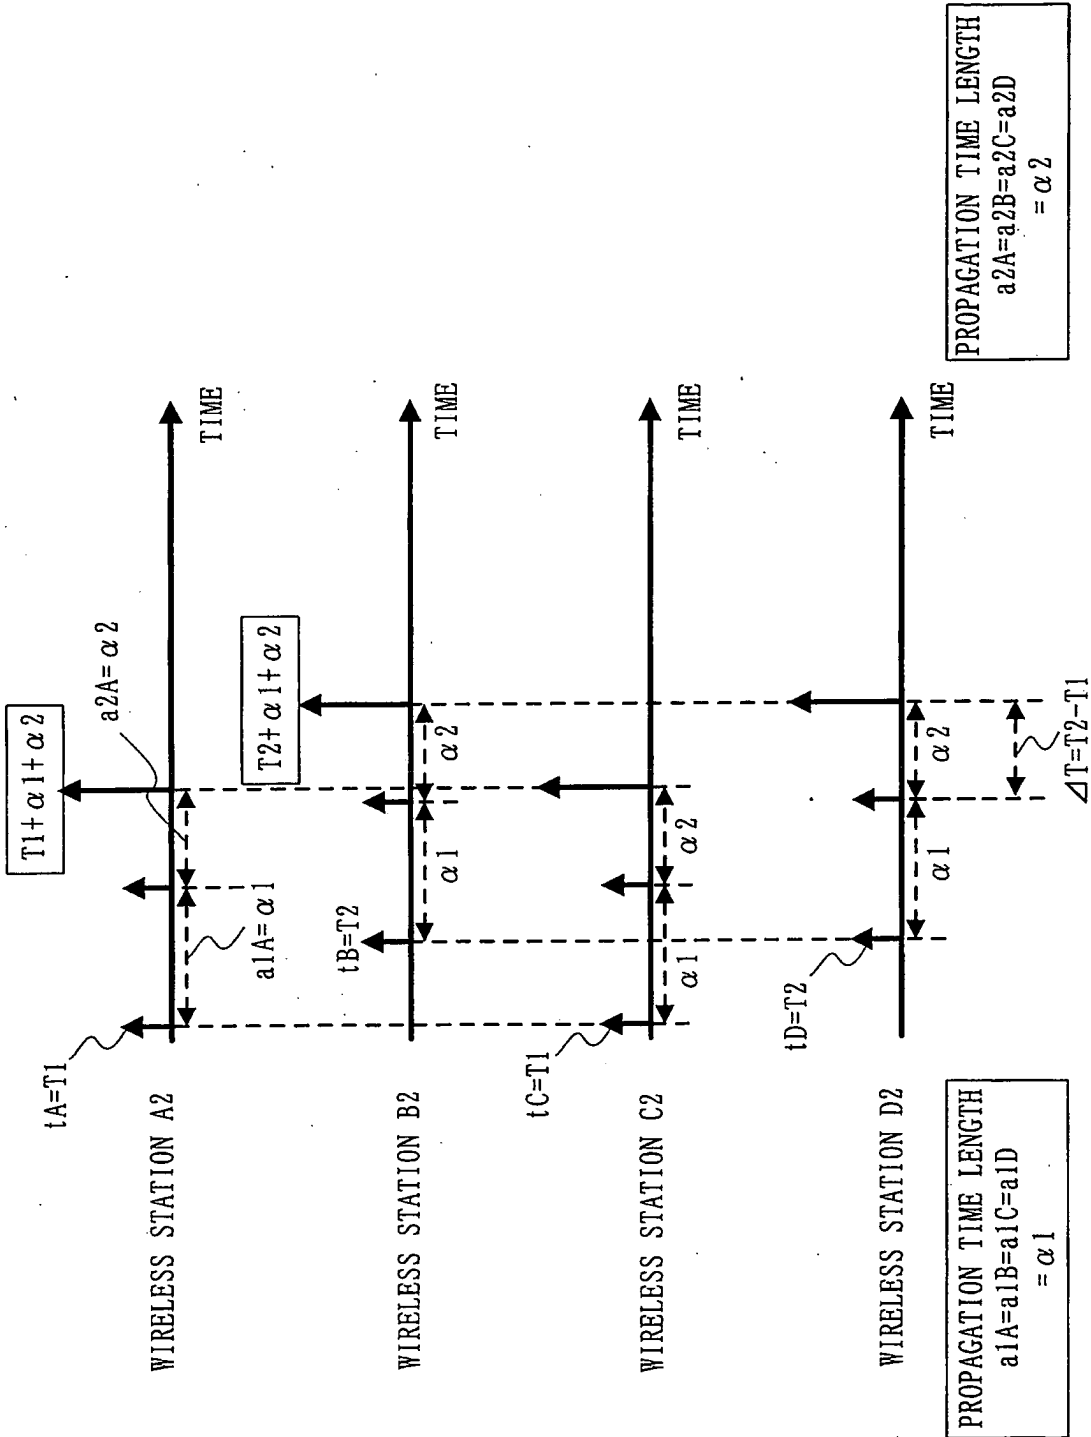 T1+α1+α2
a2A=α2
tA=T1
a1A=α1
WIRELESS STATION A2
TIME
T2+α1+α2
tB=T2
α1
α2
WIRELESS STATION B2
TIME
tC=T1
α1
α2
WIRELESS STATION C2
TIME
tD=T2
α1
α2
WIRELESS STATION D2
TIME
ΔT=T2-T1
PROPAGATION TIME LENGTH
a1A=a1B=a1C=a1D
=α1
PROPAGATION TIME LENGTH
a2A=a2B=a2C=a2D
=α2